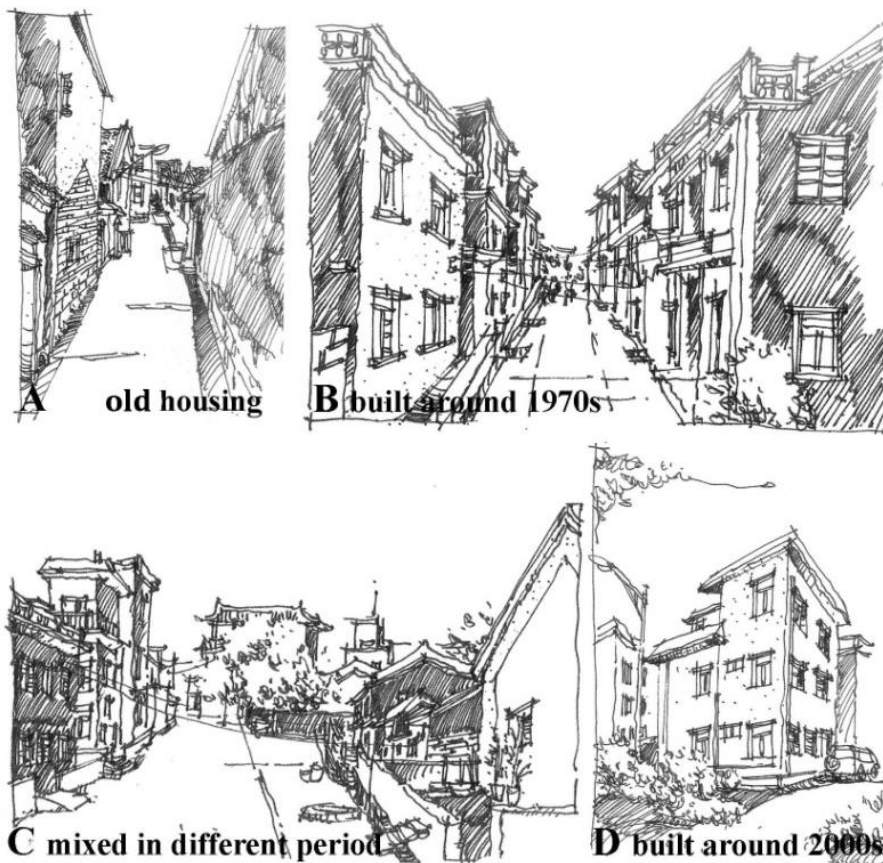 A old housing
B built around 1970s
C mixed in different period
D built around 2000s